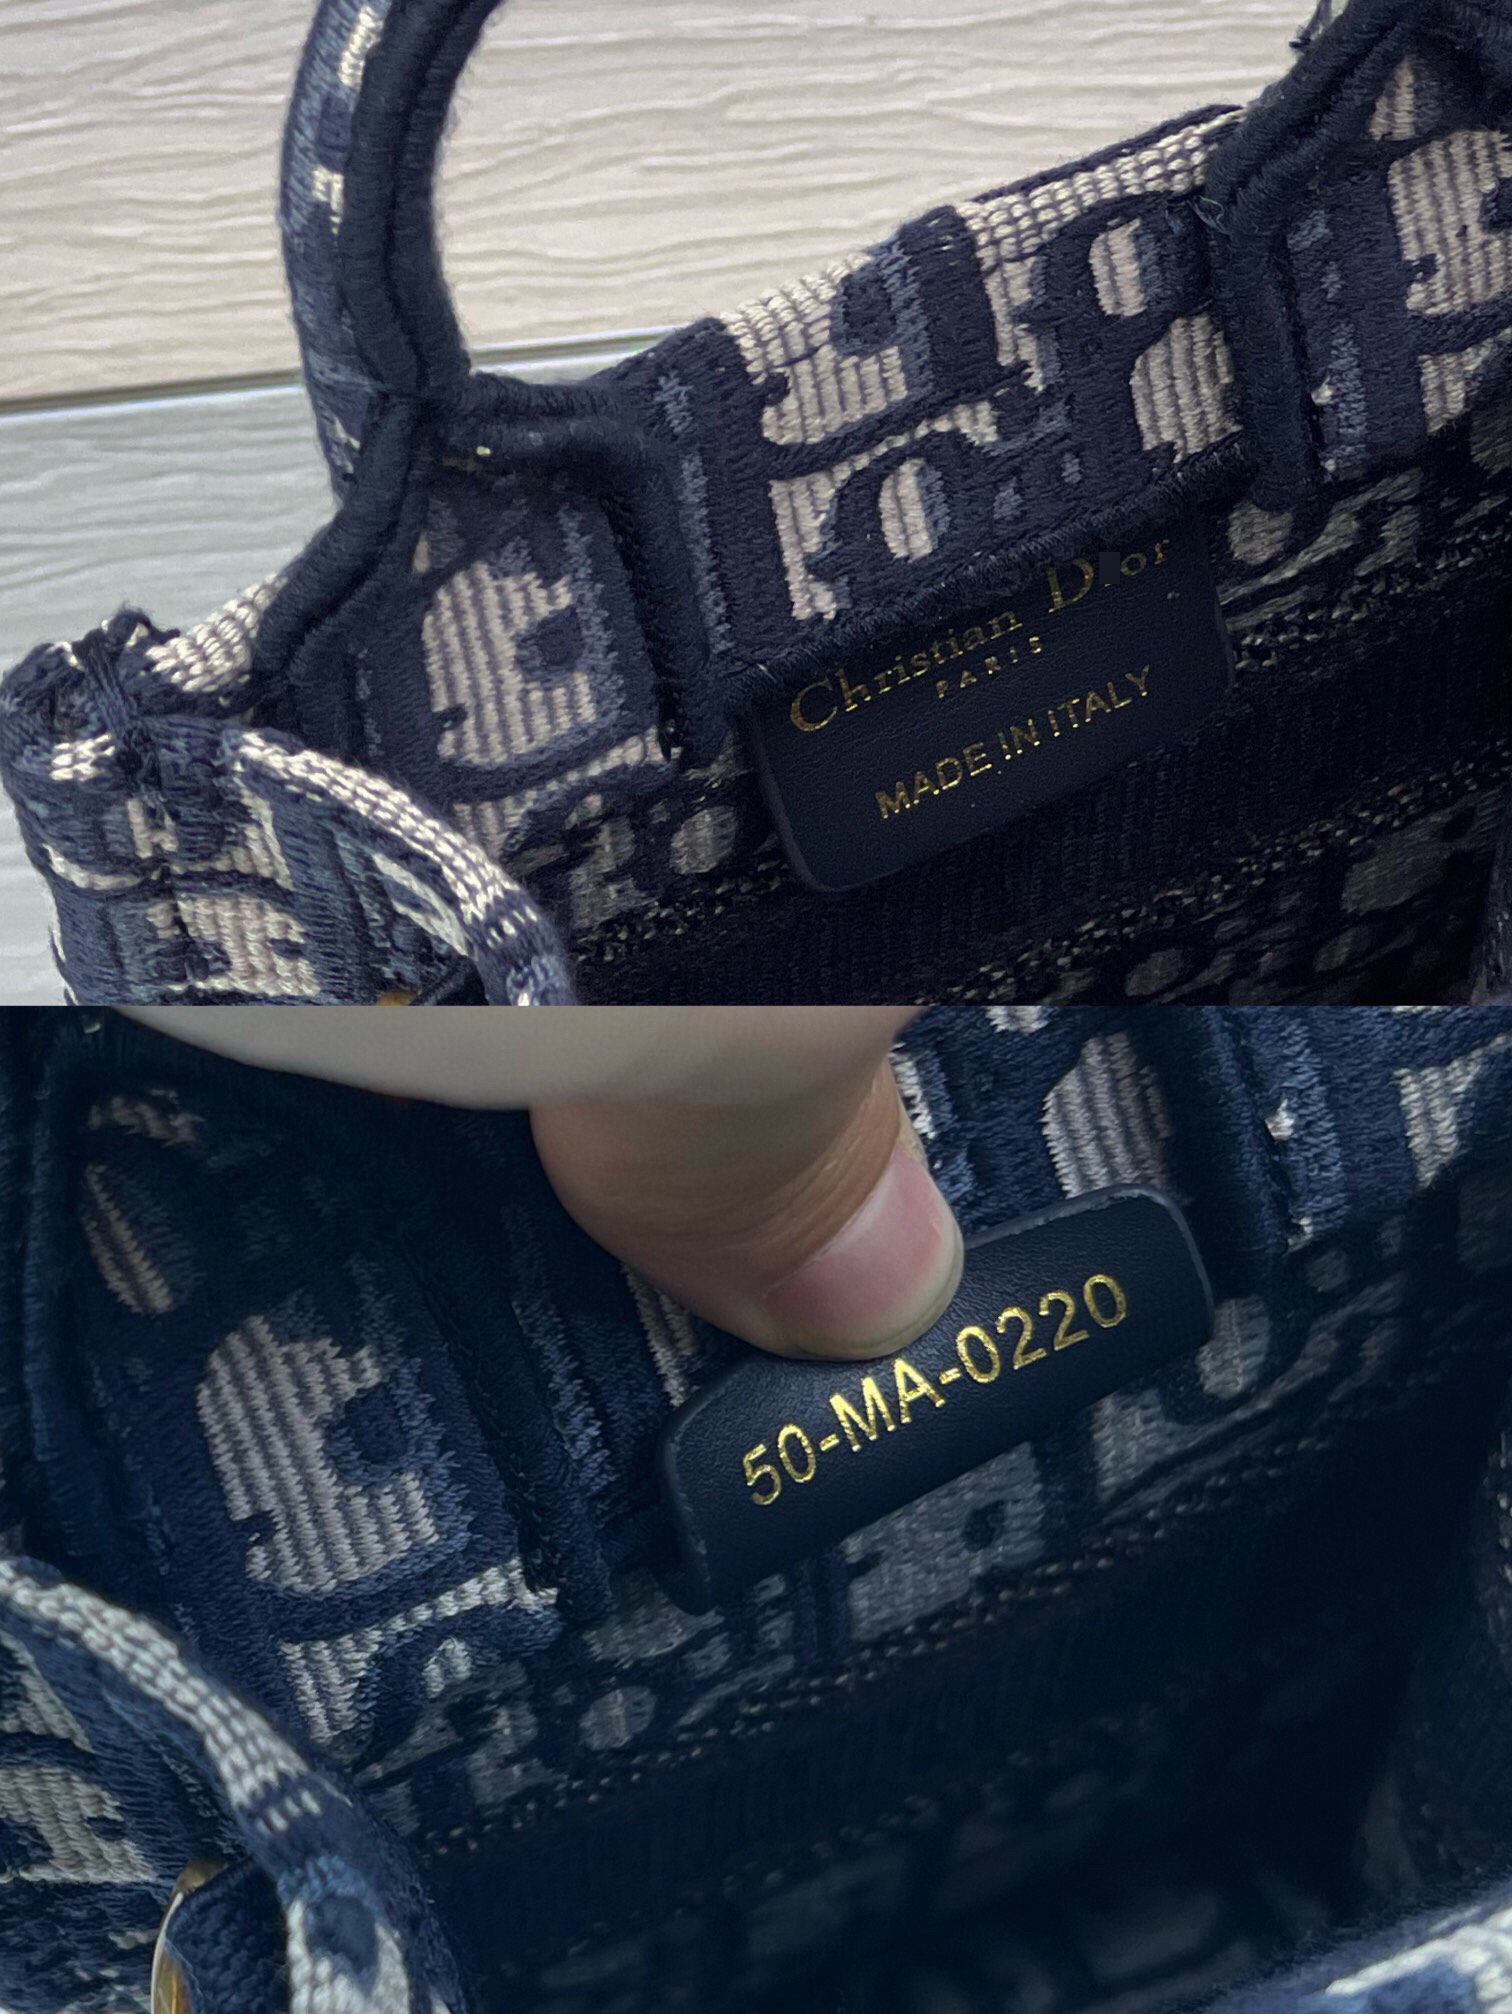 Christian Dior
PARIS
MADE IN ITALY
50-MA-0220